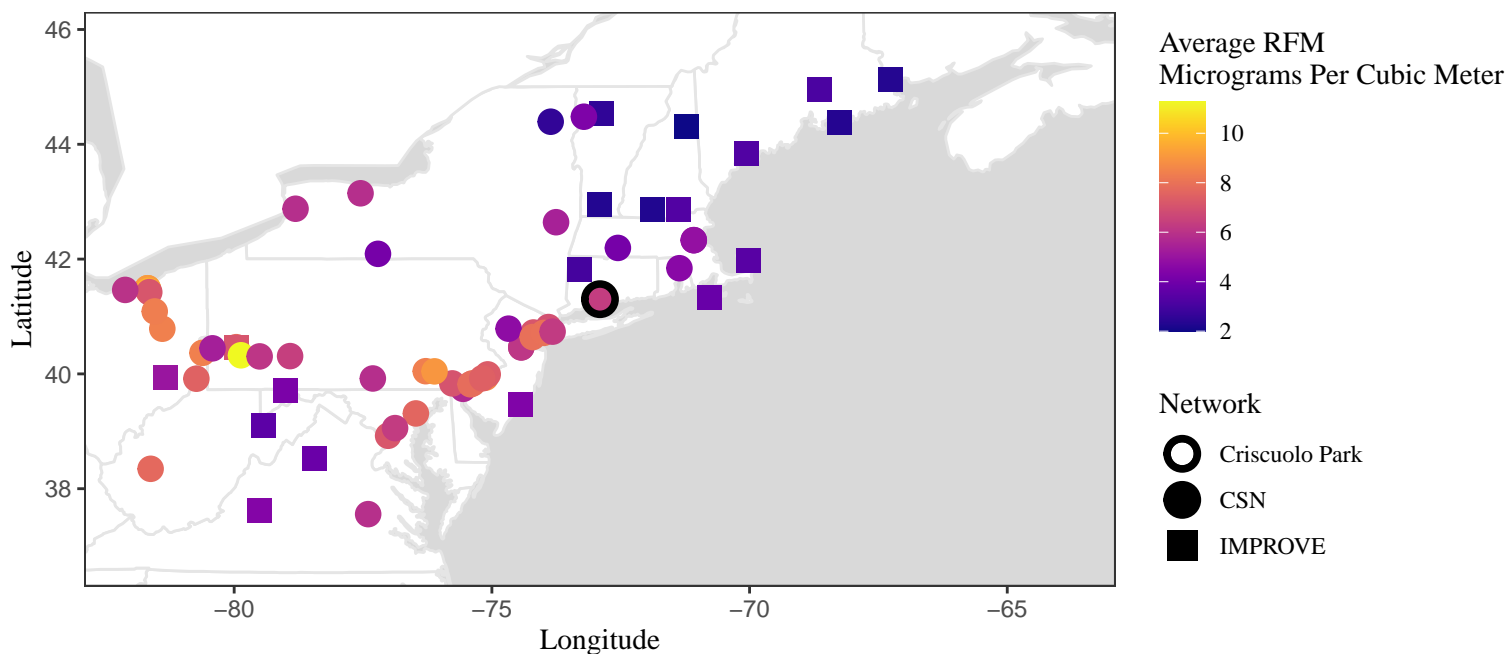 46
44
42
40
38
Latitude
−80
−75
−70
−65
Longitude
Average RFM
Micrograms Per Cubic Meter
10
8
6
4
2
Network
Criscuolo Park
CSN
IMPROVE